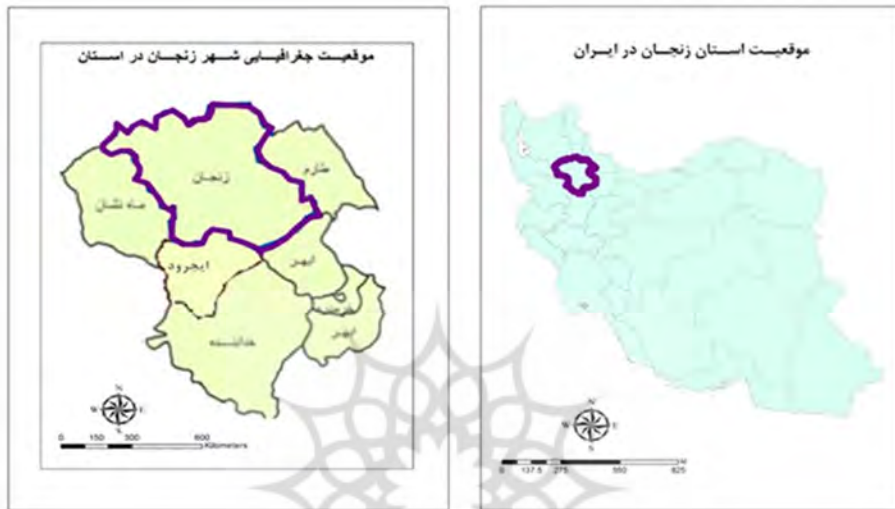 موقعیت استان زنجان در ایران
N
W E
S
0 137.5 275 550 825
موقعیت جغرافیایی شهر زنجان در استان
زنجان
طارم
ماه نشان
ایجرود
ابهر
ابهر
خدابنده
N
W E
S
0 150 300 600
Kilometers